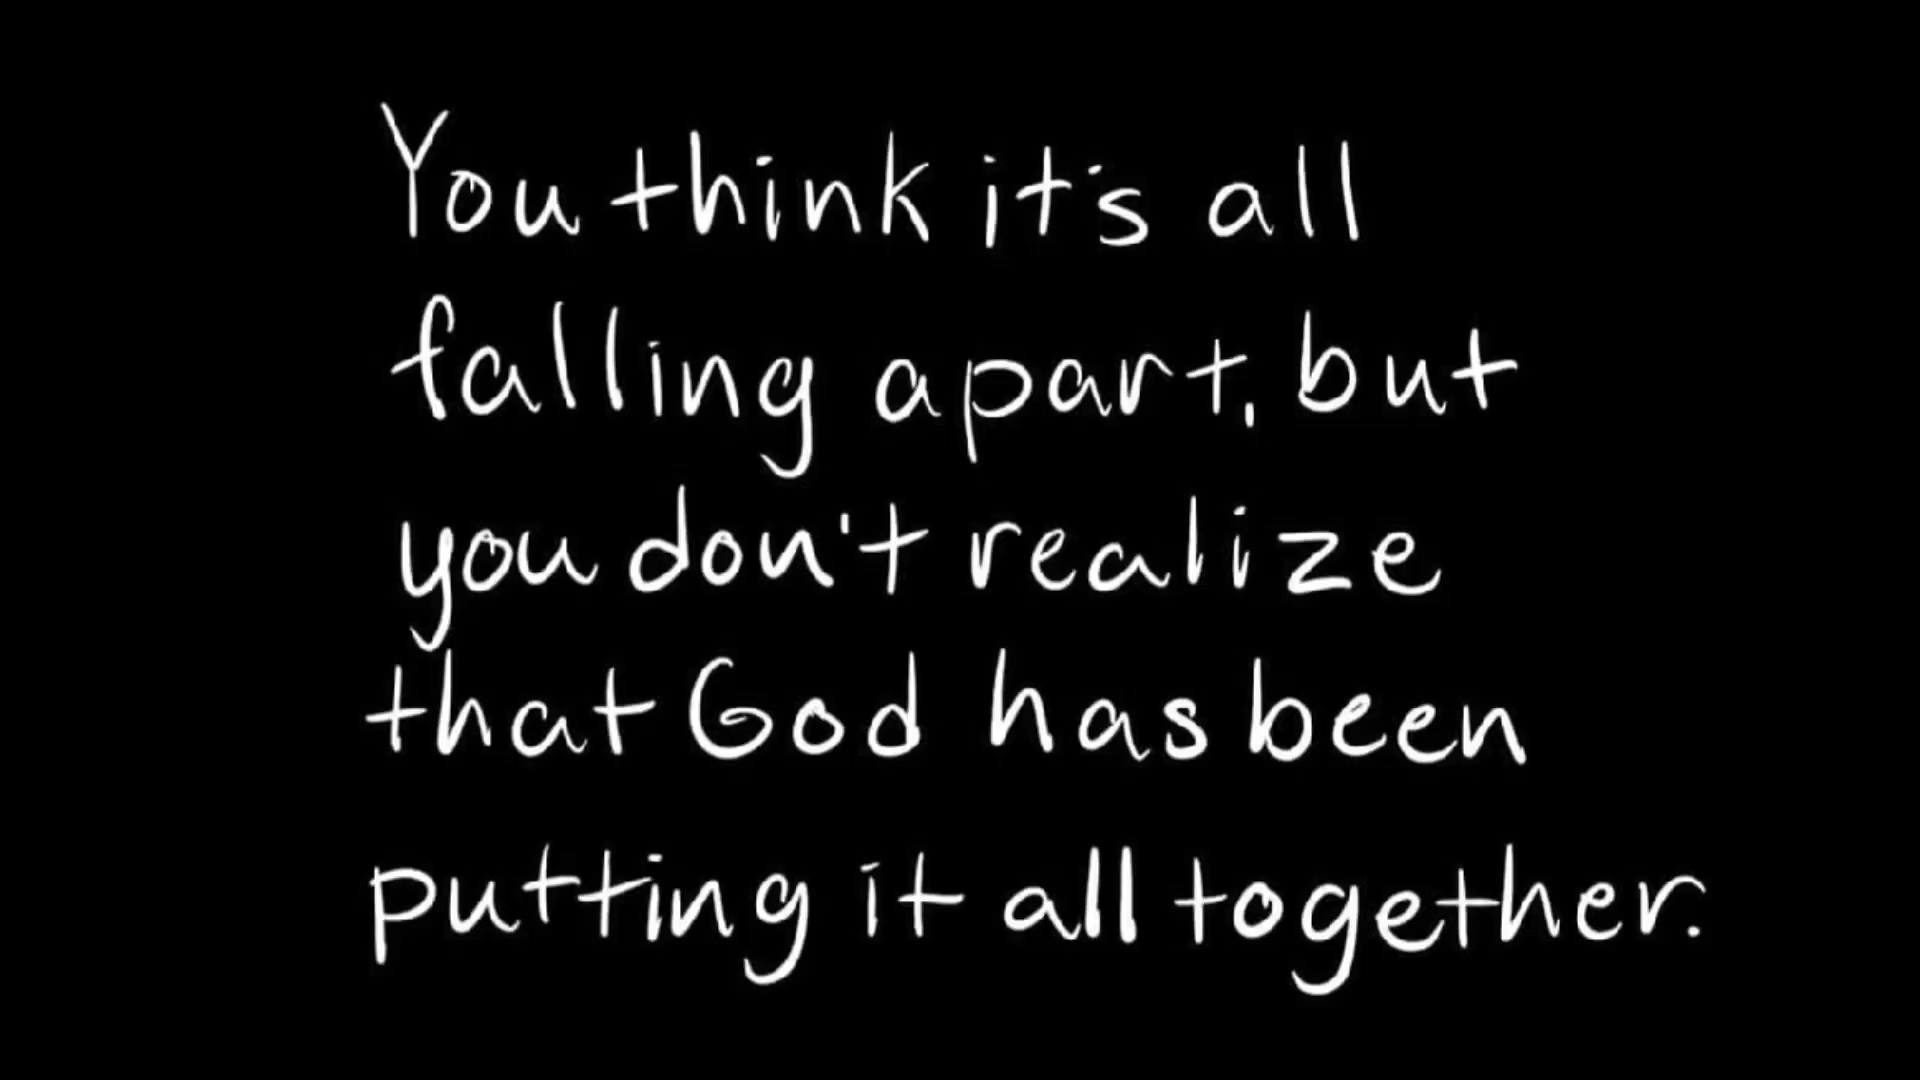 You think it's all
falling apart, but
you don't realize
that God has been
putting it all together.